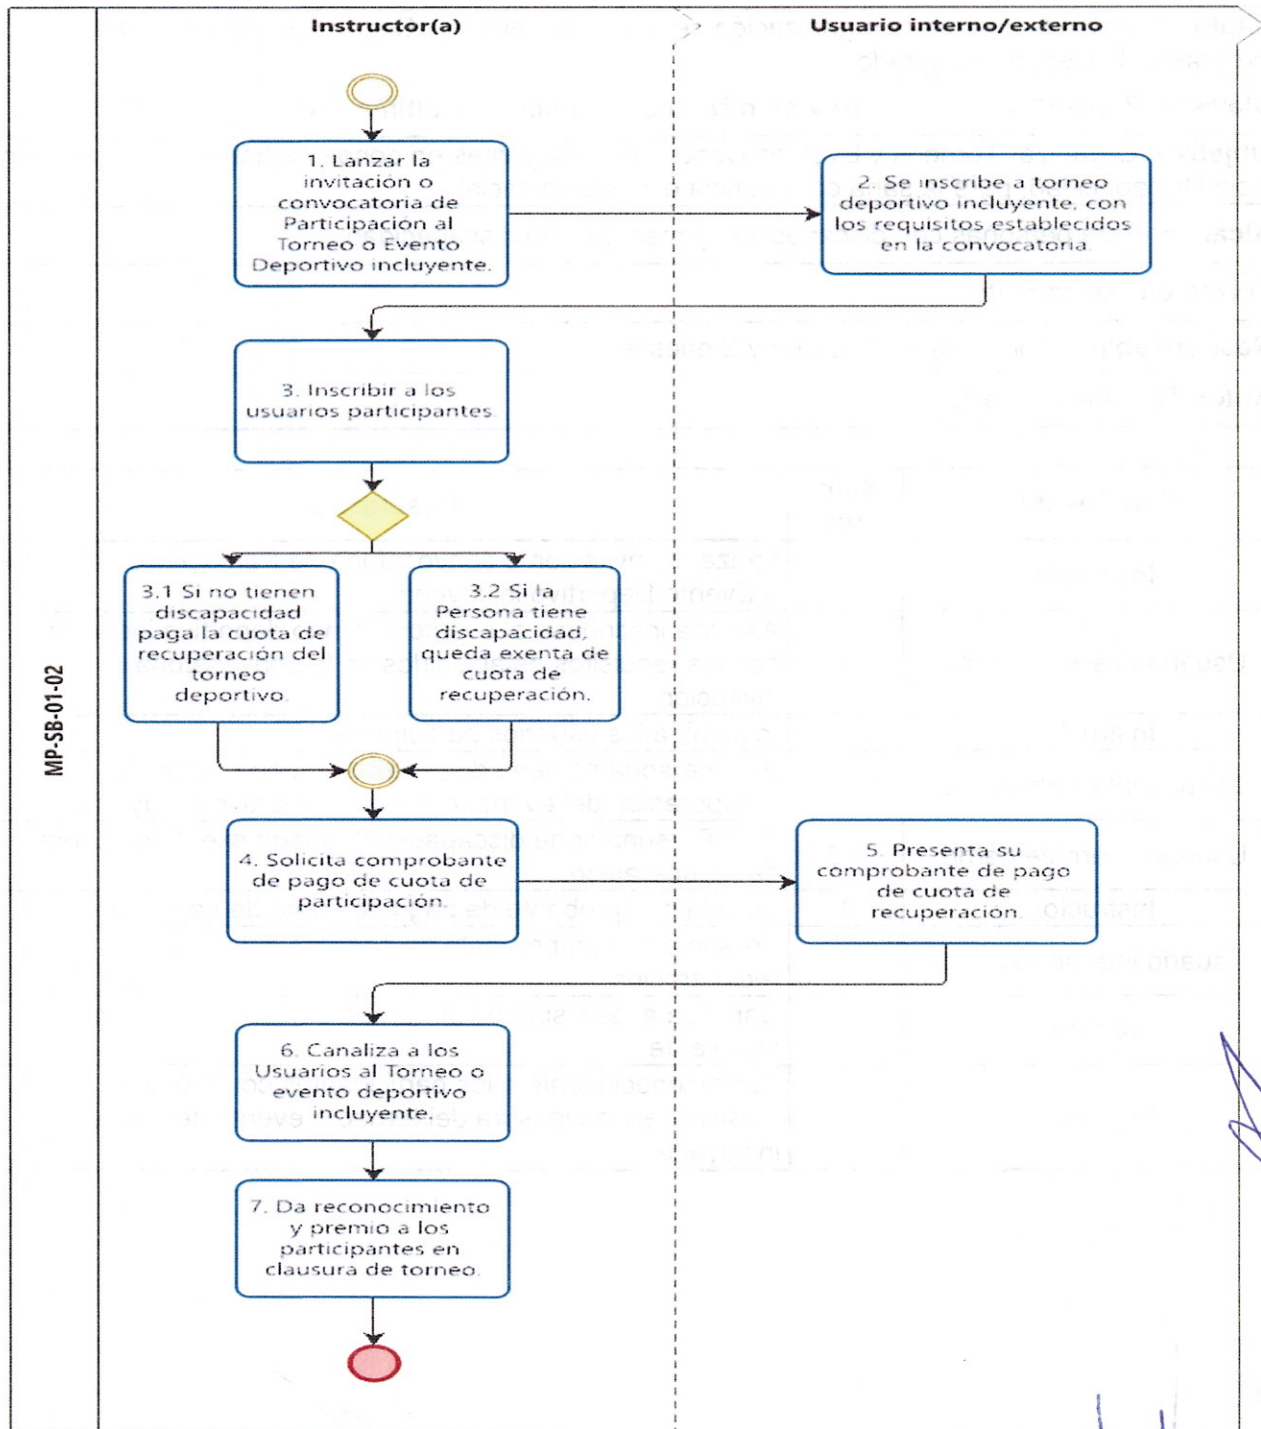 Instructor(a)
Usuario interno/externo
1. Lanzar la
invitación o
convocatoria de
Participación al
Torneo o Evento
Deportivo incluyente.
2. Se inscribe a torneo
deportivo incluyente, con
los requisitos establecidos
en la convocatoria.
3. Inscribir a los
usuarios participantes.
3.1 Si no tienen
discapacidad
paga la cuota de
recuperación del
torneo
deportivo.
3.2 Si la
Persona tiene
discapacidad,
queda exenta de
cuota de
recuperación.
MP-SB-01-02
4. Solicita comprobante
de pago de cuota de
participación.
5. Presenta su
comprobante de pago
de cuota de
recuperación.
6. Canaliza a los
Usuarios al Torneo o
evento deportivo
incluyente.
7. Da reconocimiento
y premio a los
participantes en
clausura de torneo.